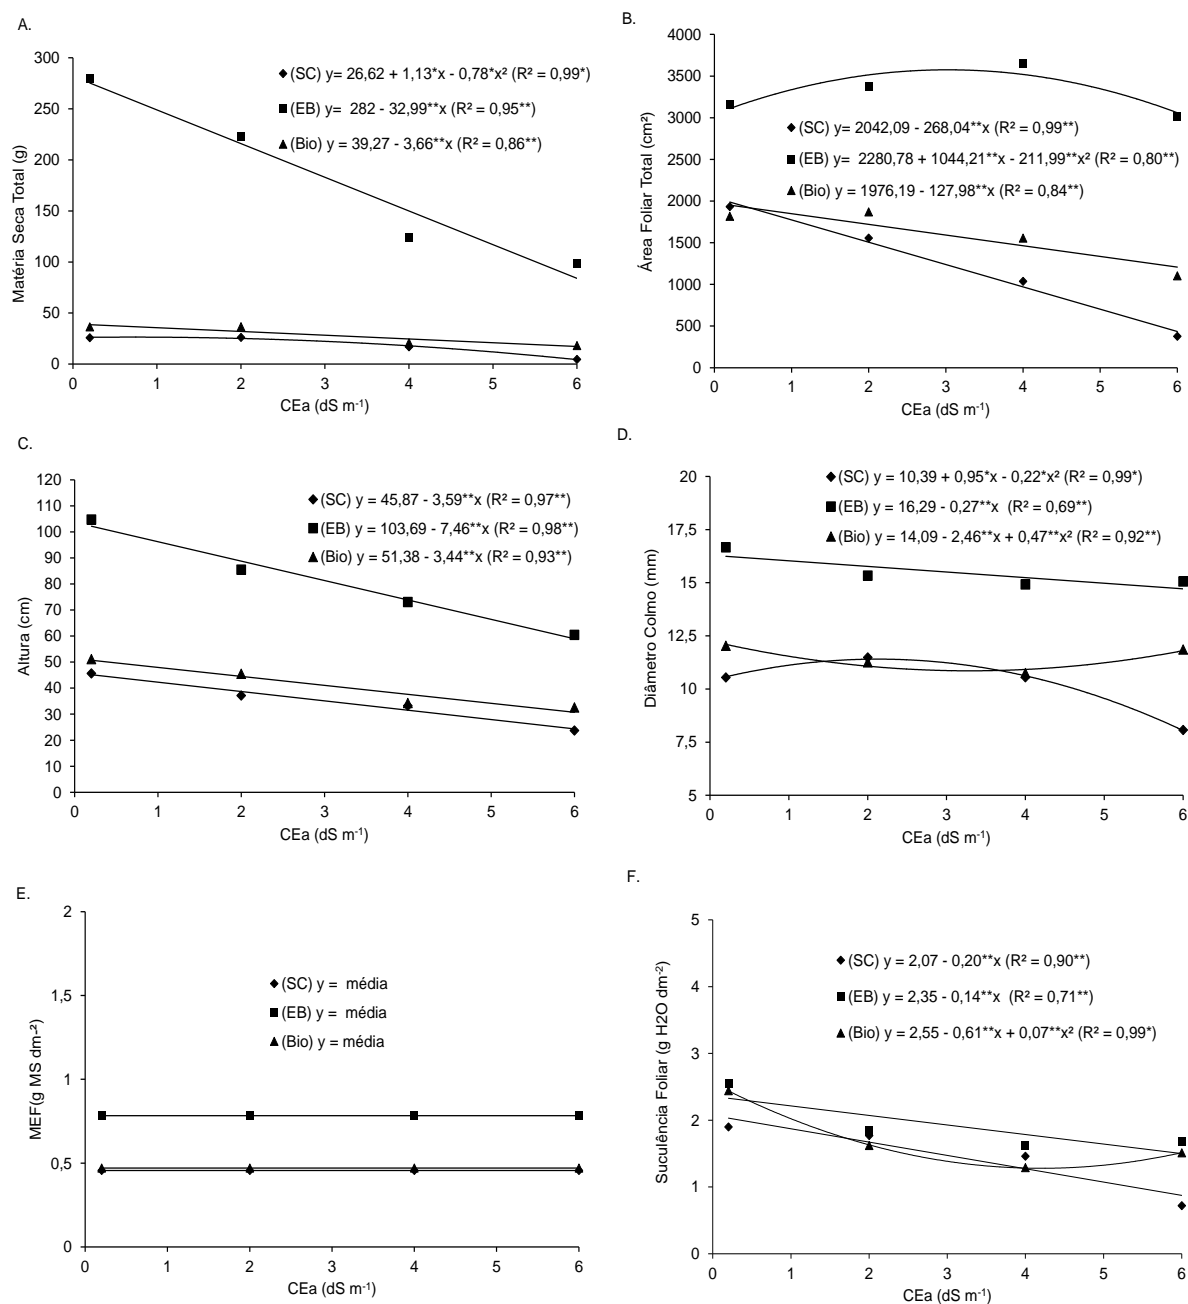 A.
Matéria Seca Total (g)
300
250
200
150
100
50
0
(SC) y= 26,62 + 1,13*x - 0,78*x² (R² = 0,99*)
(EB) y=  282 - 32,99**x (R² = 0,95**)
(Bio) y = 39,27 - 3,66**x (R² = 0,86**)
0 1 2 3 4 5 6
CEa (dS m-1)
B.
Área Foliar Total (cm²)
4000
3500
3000
2500
2000
1500
1000
500
0
(SC) y= 2042,09 - 268,04**x (R² = 0,99**)
(EB) y=  2280,78 + 1044,21**x - 211,99**x² (R² = 0,80**)
(Bio) y = 1976,19 - 127,98**x (R² = 0,84**)
0 1 2 3 4 5 6
CEa (dS m-1)
C.
Altura (cm)
120
110
100
90
80
70
60
50
40
30
20
10
0
(SC) y = 45,87 - 3,59**x (R² = 0,97**)
(EB) y = 103,69 - 7,46**x (R² = 0,98**)
(Bio) y = 51,38 - 3,44**x (R² = 0,93**)
0 1 2 3 4 5 6
CEa (dS m-1)
D.
Diâmetro Colmo (mm)
20
17,5
15
12,5
10
7,5
5
(SC) y = 10,39 + 0,95*x - 0,22*x² (R² = 0,99*)
(EB) y = 16,29 - 0,27**x  (R² = 0,69**)
(Bio) y = 14,09 - 2,46**x + 0,47**x² (R² = 0,92**)
0 1 2 3 4 5 6
CEa (dS m-1)
E.
MEF(g MS dm-²)
2
1,5
1
0,5
0
(SC) y =  média
(EB) y =  média
(Bio) y = média
0 1 2 3 4 5 6
CEa (dS m-1)
F.
Suculência Foliar (g H2O dm-2)
5
4
3
2
1
0
(SC) y = 2,07 - 0,20**x (R² = 0,90**)
(EB) y = 2,35 - 0,14**x  (R² = 0,71**)
(Bio) y = 2,55 - 0,61**x + 0,07**x² (R² = 0,99*)
0 1 2 3 4 5 6
CEa (dS m-1)